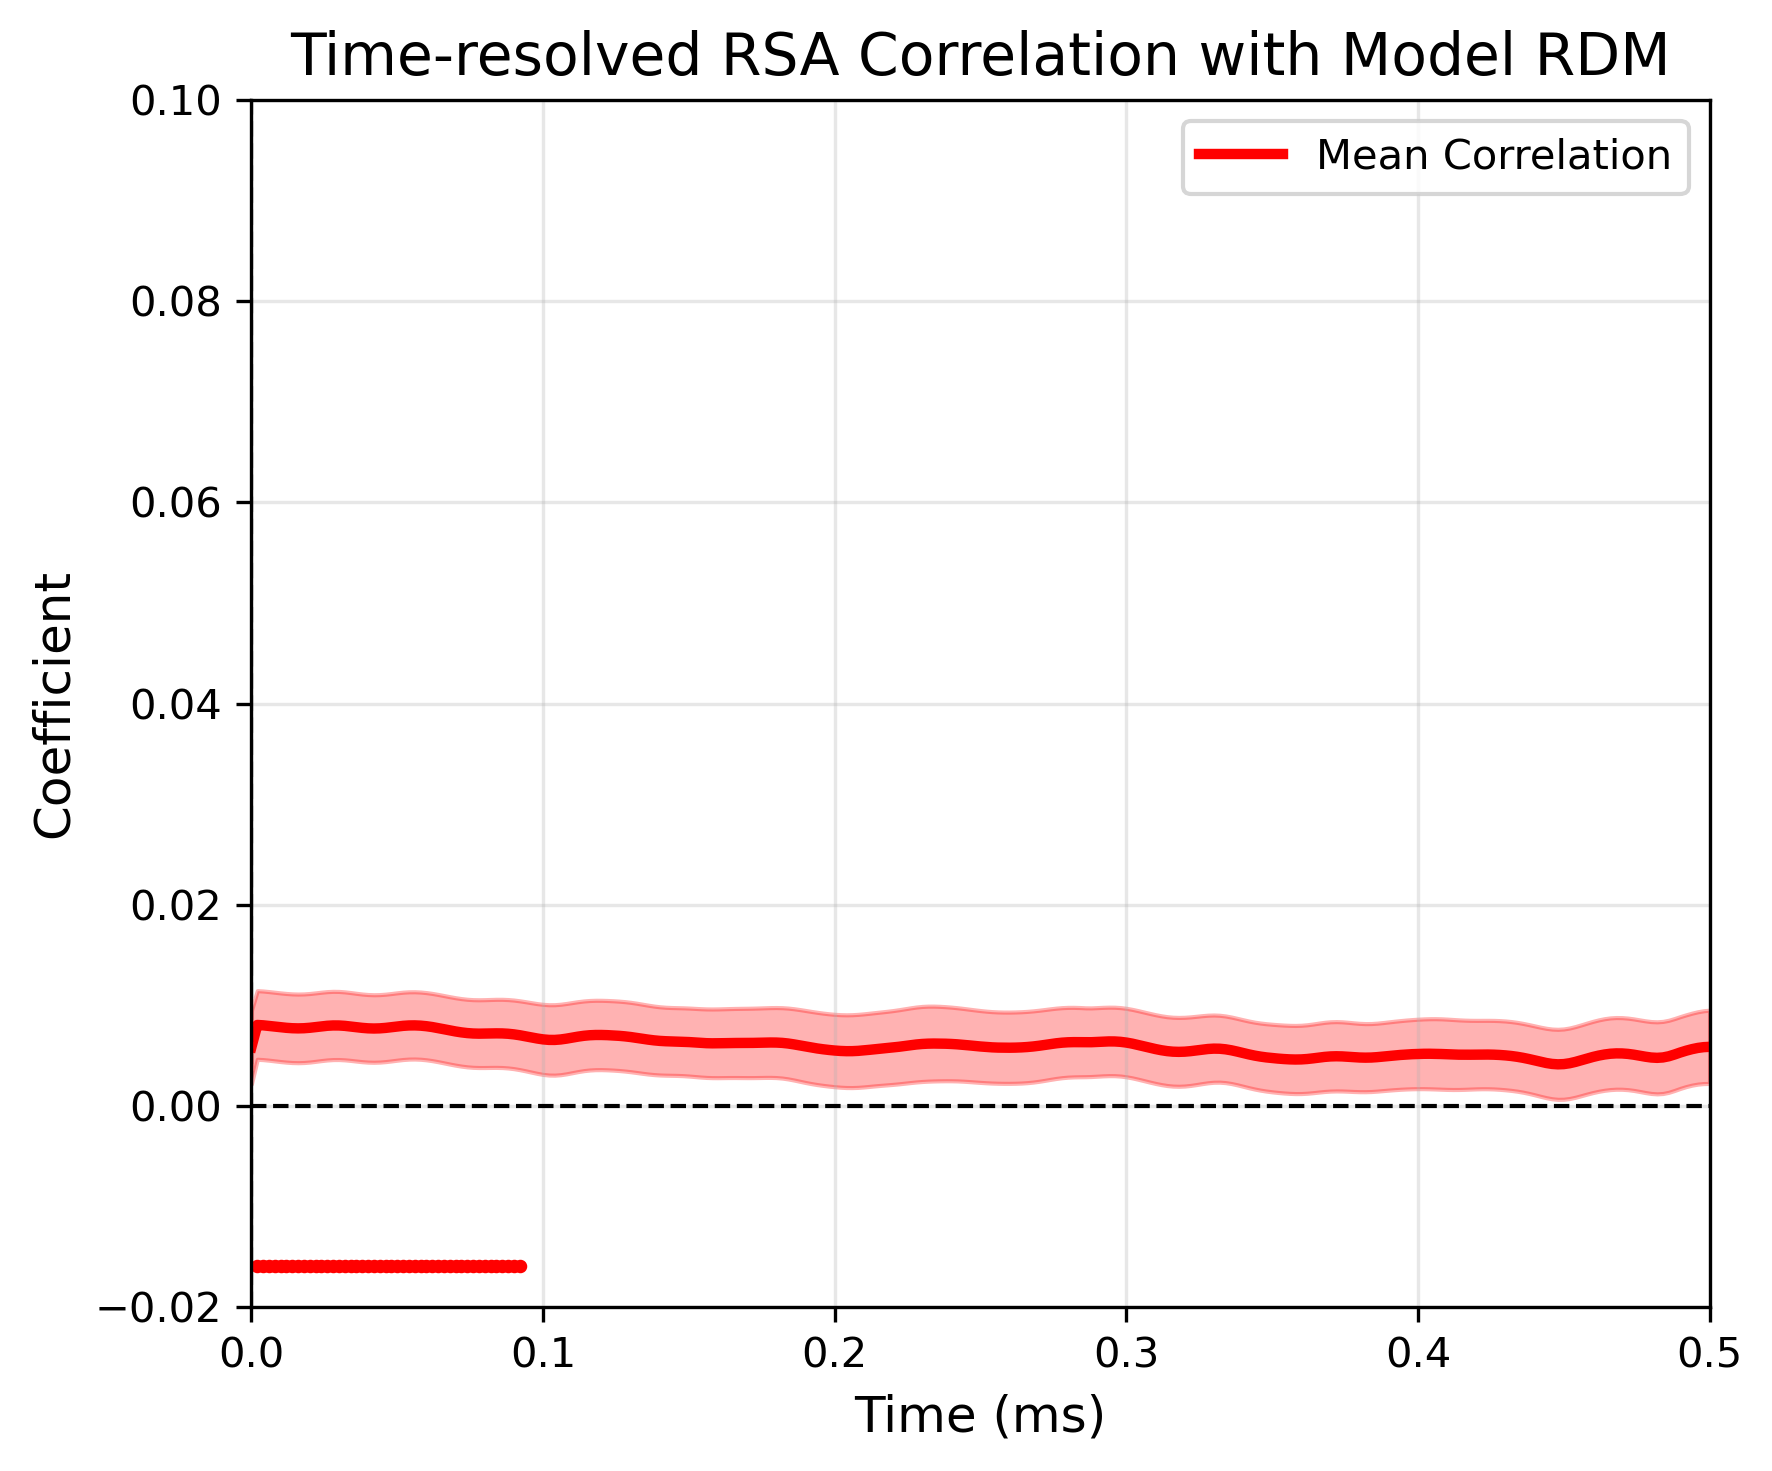 Time-resolved RSA Correlation with Model RDM
Mean Correlation
0.10
0.08
0.06
0.04
0.02
0.00
−0.02
Coefficient
0.0 0.1 0.2 0.3 0.4 0.5
Time (ms)